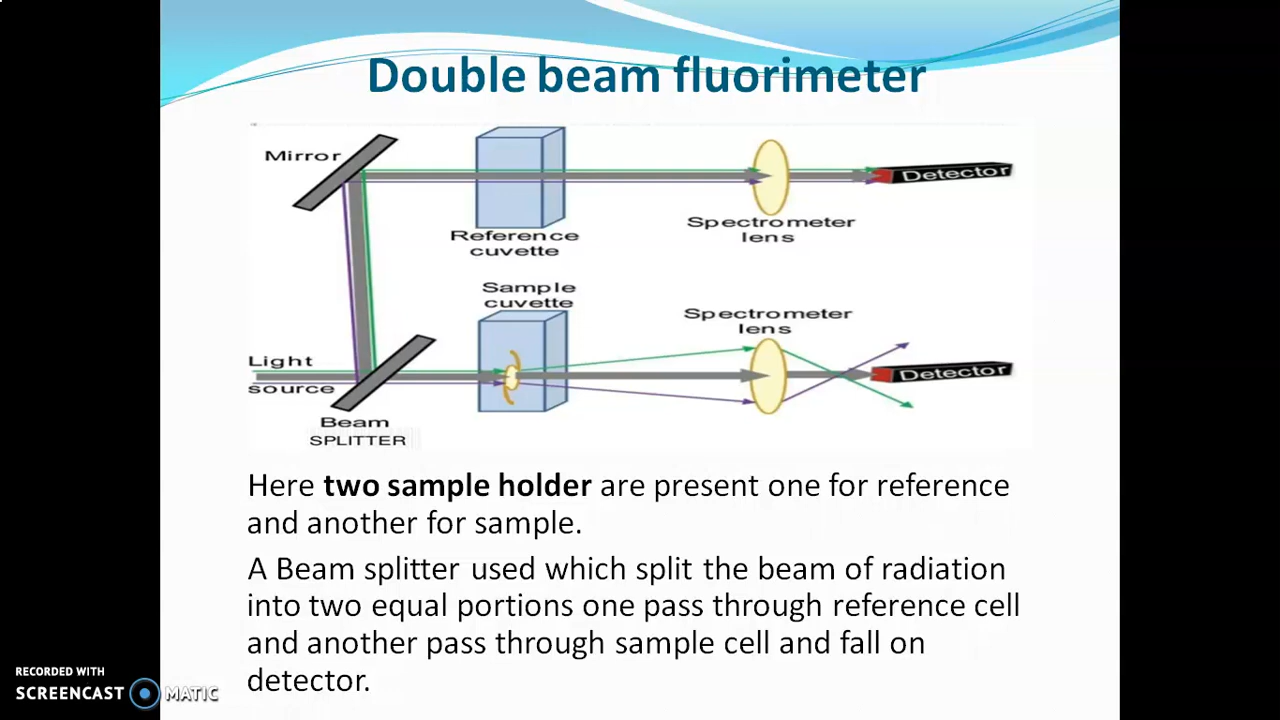 Double beam fluorimeter
Mirror
Detector
Reference
cuvette
Spectrometer
lens
Sample
cuvette
Spectrometer
lens
Light
source
Detector
Beam
SPLITTER
Here two sample holder are present one for reference
and another for sample.
A Beam splitter used which split the beam of radiation
into two equal portions one pass through reference cell
and another pass through sample cell and fall on
detector.
RECORDED WITH
SCREENCAST MATIC